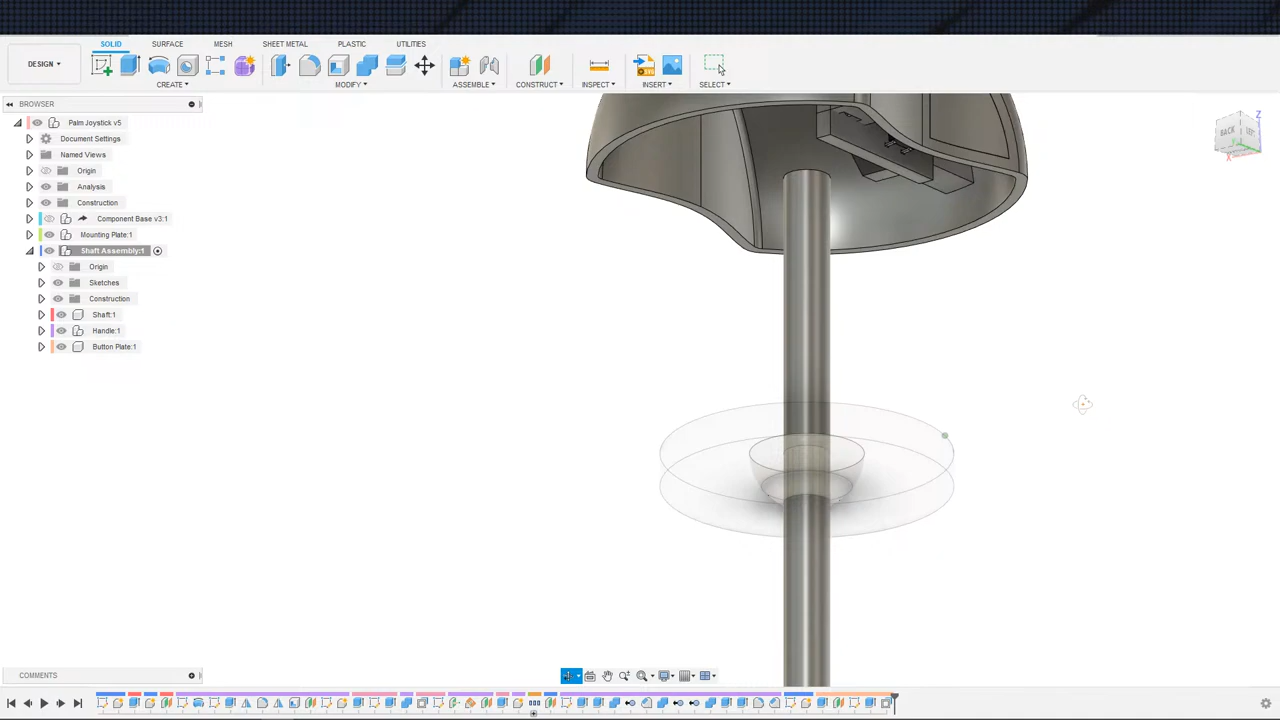 SOLID SURFACE MESH SHEET METAL PLASTIC UTILITIES
DESIGN
CREATE MODIFY ASSEMBLE CONSTRUCT INSPECT INSERT SELECT
BROWSER
Palm Joystick v5
Document Settings
Named Views
Origin
Analysis
Construction
Component Base v3:1
Mounting Plate:1
Shaft Assembly:1
Origin
Sketches
Construction
Shaft:1
Handle:1
Button Plate:1
Z
BACK LEFT
X
COMMENTS